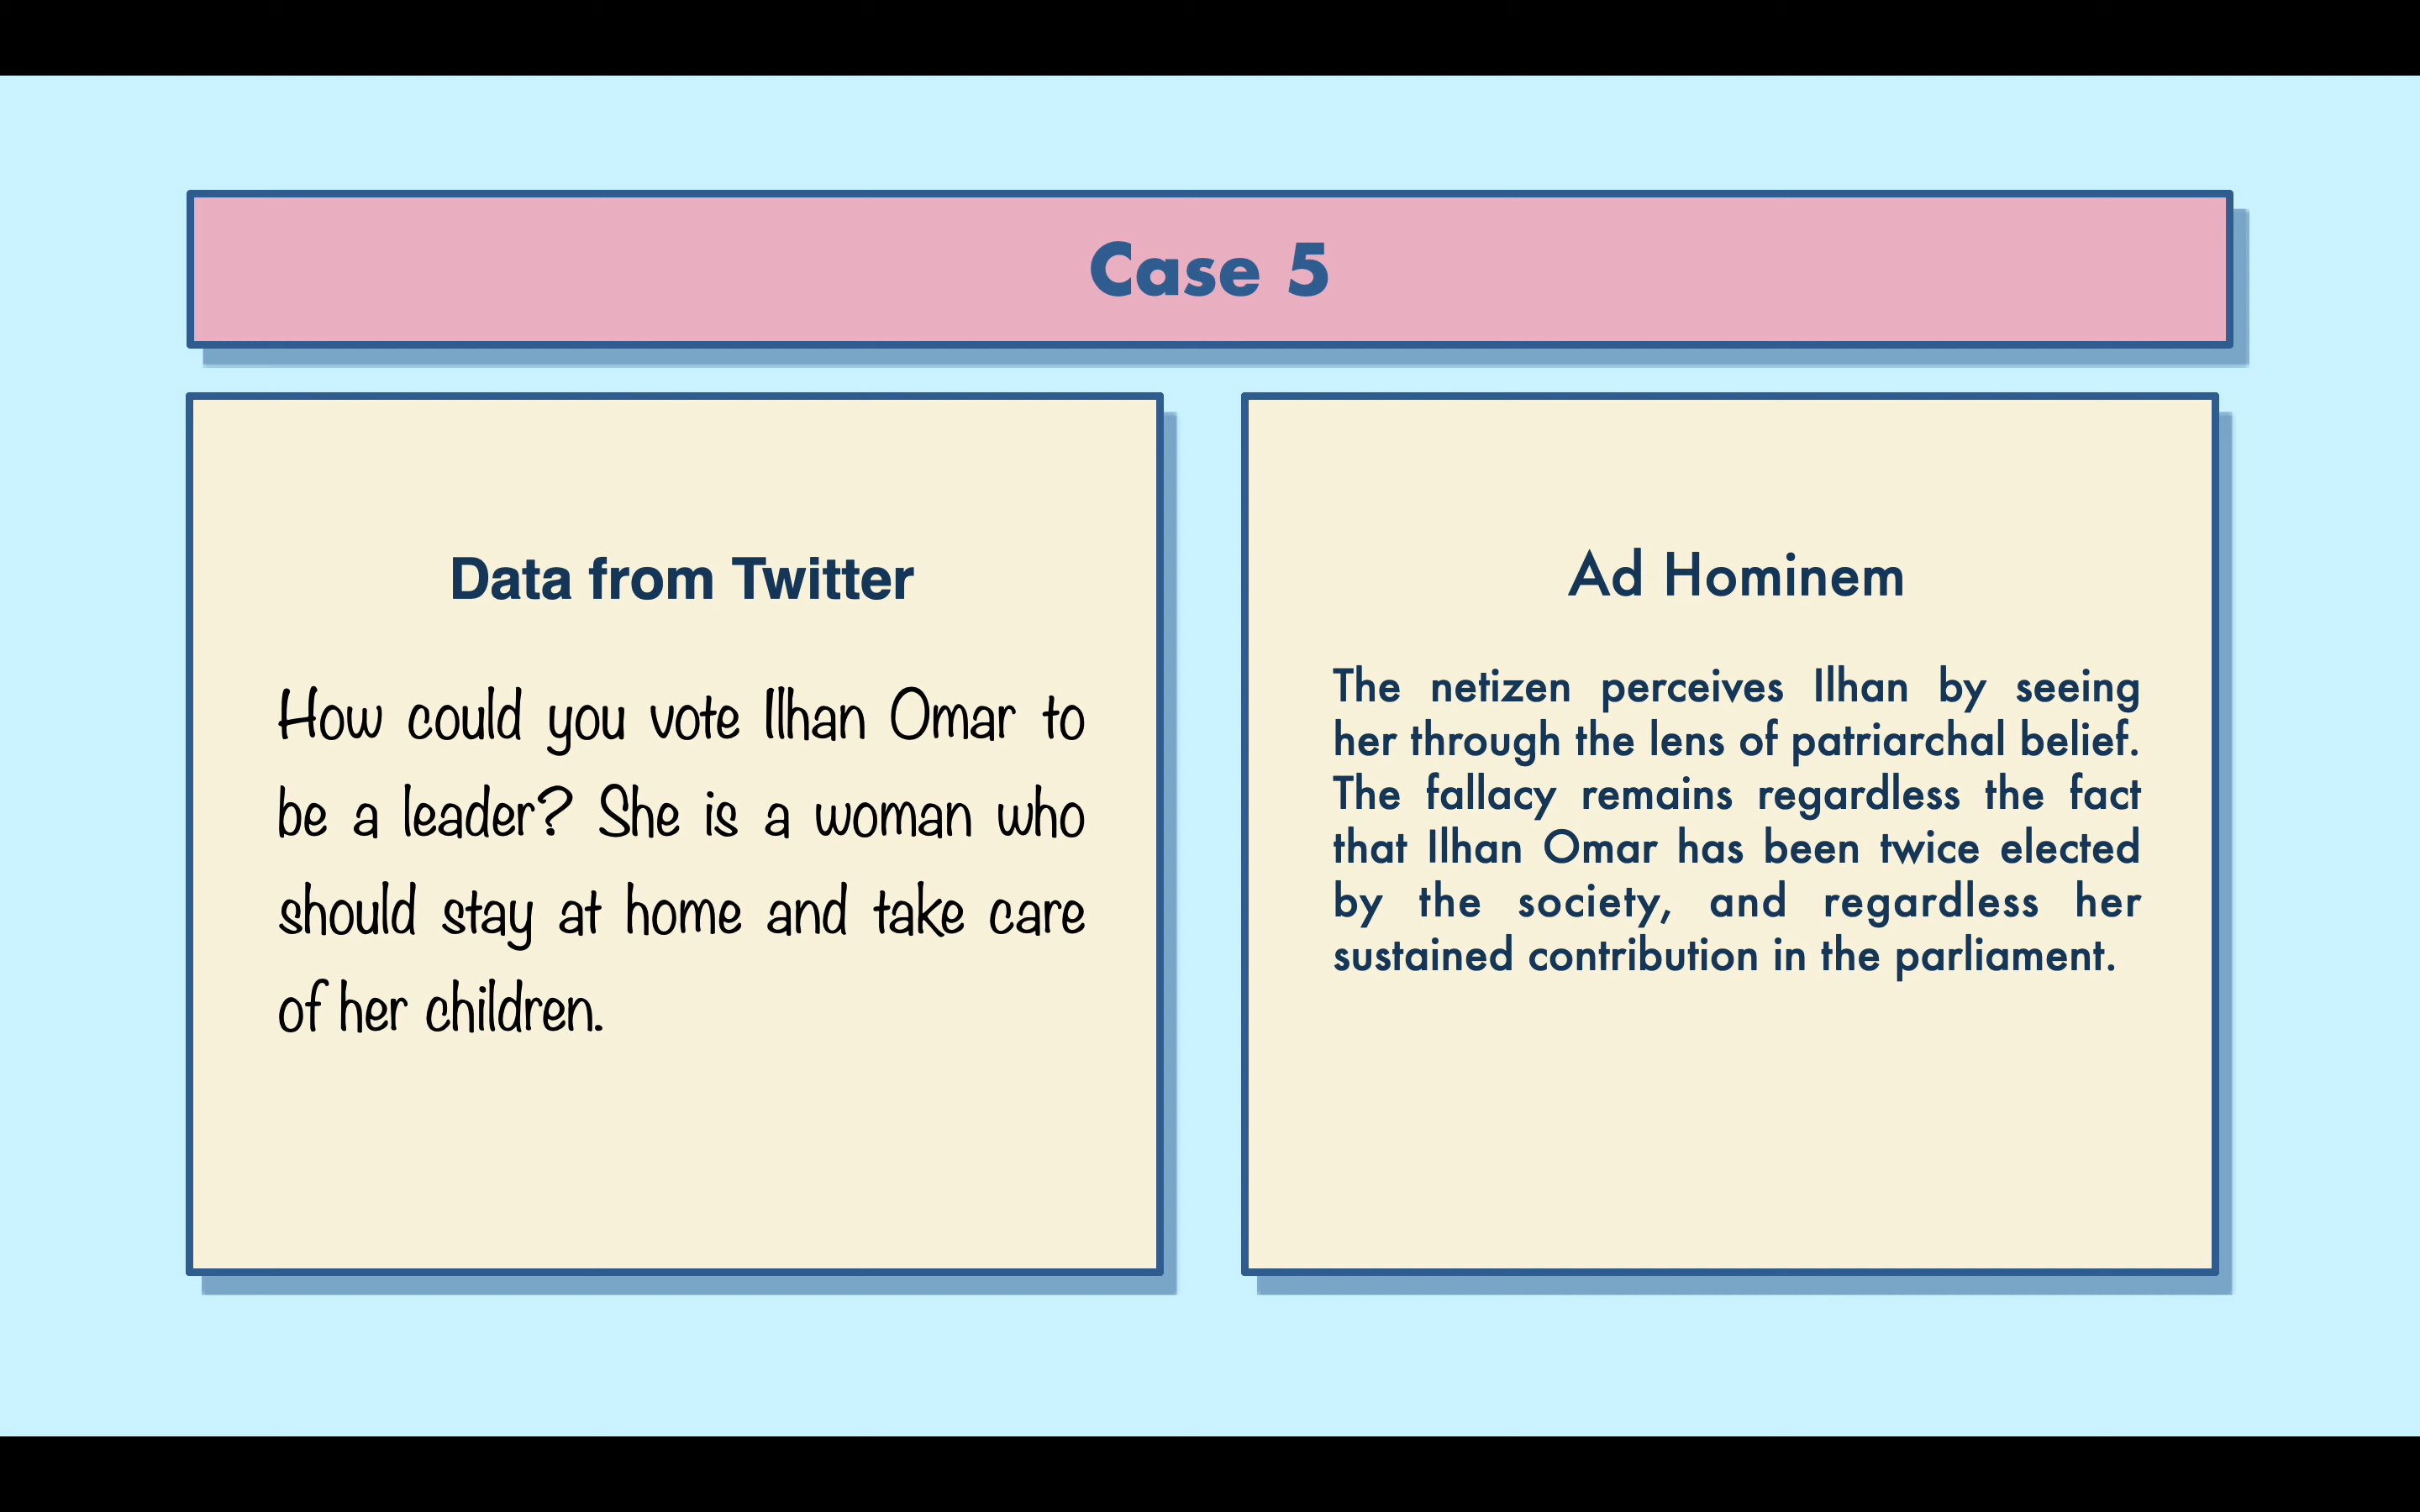 Case 5
Data from Twitter
How could you vote Ilhan Omar to
be a leader? She is a woman who
should stay at home and take care
of her children.
Ad Hominem
The netizen perceives Ilhan by seeing
her through the lens of patriarchal belief.
The fallacy remains regardless the fact
that Ilhan Omar has been twice elected
by the society, and regardless her
sustained contribution in the parliament.